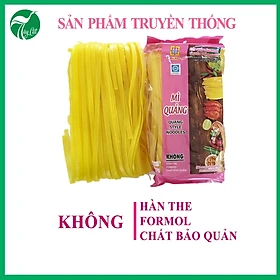 SẢN PHẨM TRUYỀN THỐNG
MÌ QUẢNG
QUANG STYLE
NOODLES
KHÔNG
KHÔNG
HÀN THE
FORMOL
CHẤT BẢO QUẢN